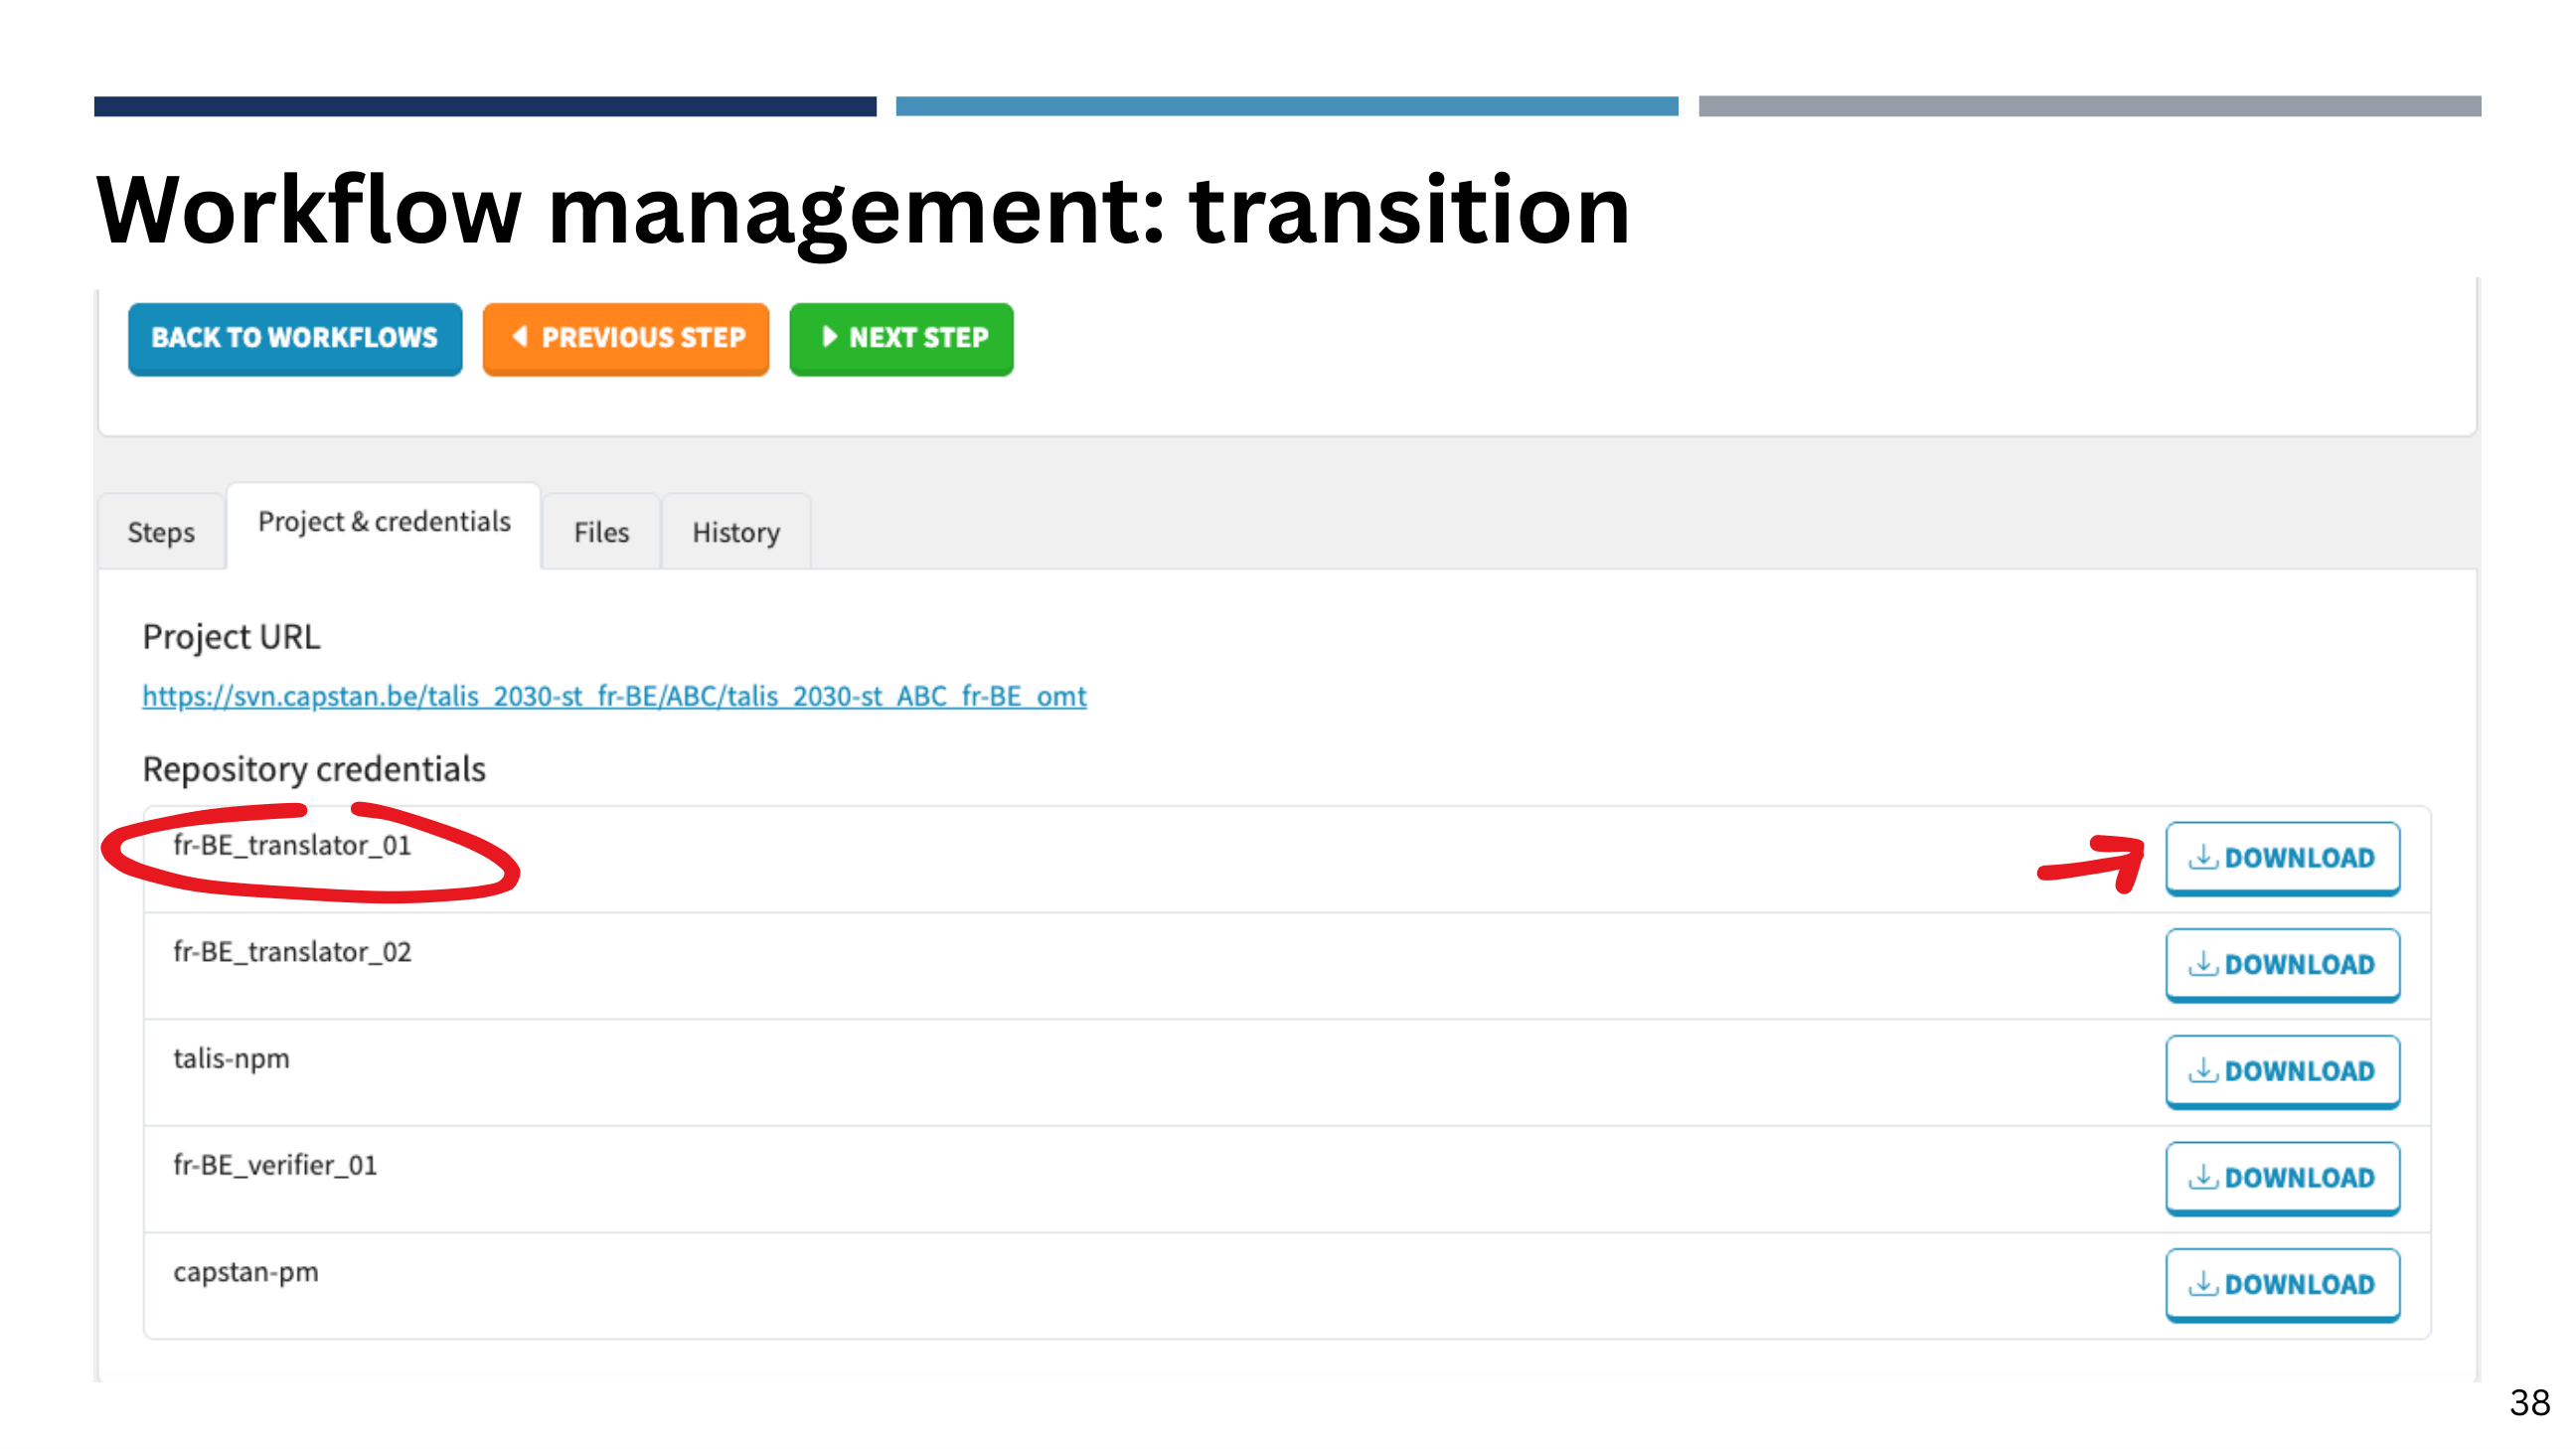 Workflow management: transition
BACK TO WORKFLOWS
PREVIOUS STEP
NEXT STEP
Steps
Project & credentials
Files
History
Project URL
https://svn.capstan.be/talis_2030-st_fr-BE/ABC/talis_2030-st_ABC_fr-BE_omt
Repository credentials
fr-BE_translator_01
DOWNLOAD
fr-BE_translator_02
DOWNLOAD
talis-npm
DOWNLOAD
fr-BE_verifier_01
DOWNLOAD
capstan-pm
DOWNLOAD
38